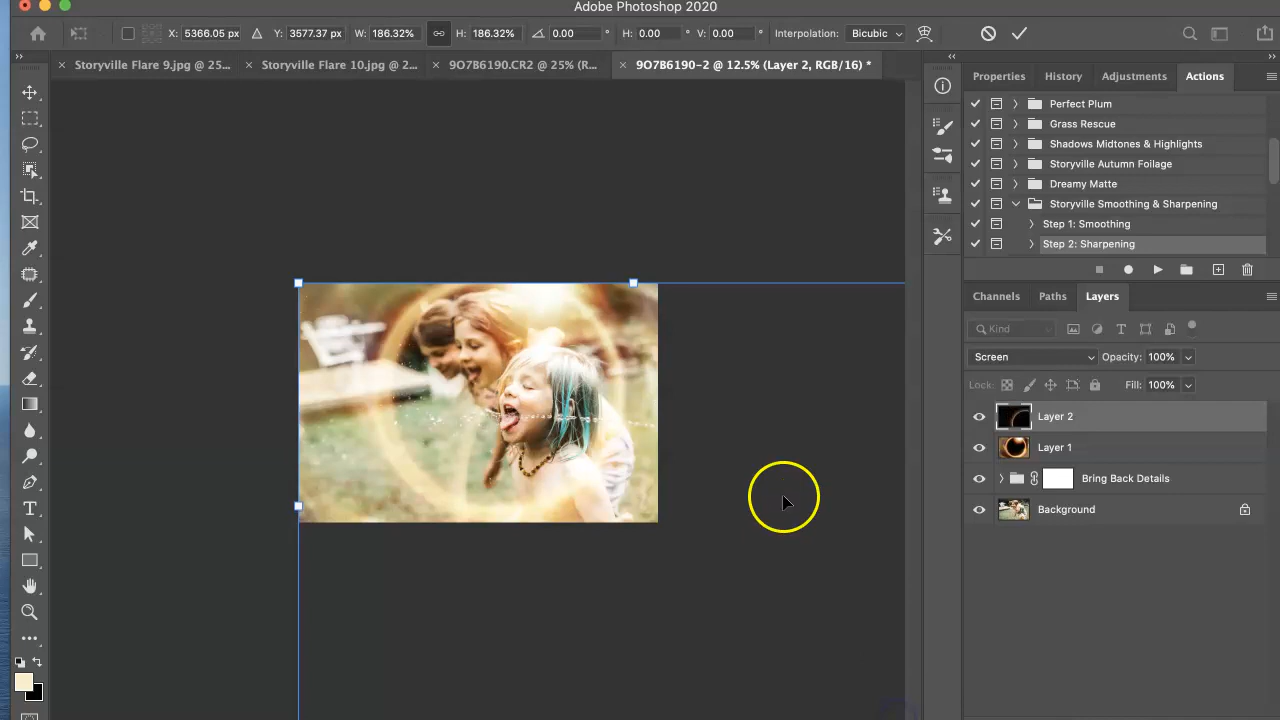 Adobe Photoshop 2020
X: 5366.05 px Y: 3577.37 px W: 186.32% H: 186.32% 0.00 ° H: 0.00 ° V: 0.00 ° Interpolation: Bicubic
Storyville Flare 9.jpg @ 25... Storyville Flare 10.jpg @ 2... 9O7B6190.CR2 @ 25% (R... 9O7B6190-2 @ 12.5% (Layer 2, RGB/16) *
Properties History Adjustments Actions
Perfect Plum
Grass Rescue
Shadows Midtones & Highlights
Storyville Autumn Foliage
Dreamy Matte
Storyville Smoothing & Sharpening
Step 1: Smoothing
Step 2: Sharpening
Channels Paths Layers
Kind
Screen Opacity: 100%
Lock: Fill: 100%
Layer 2
Layer 1
Bring Back Details
Background